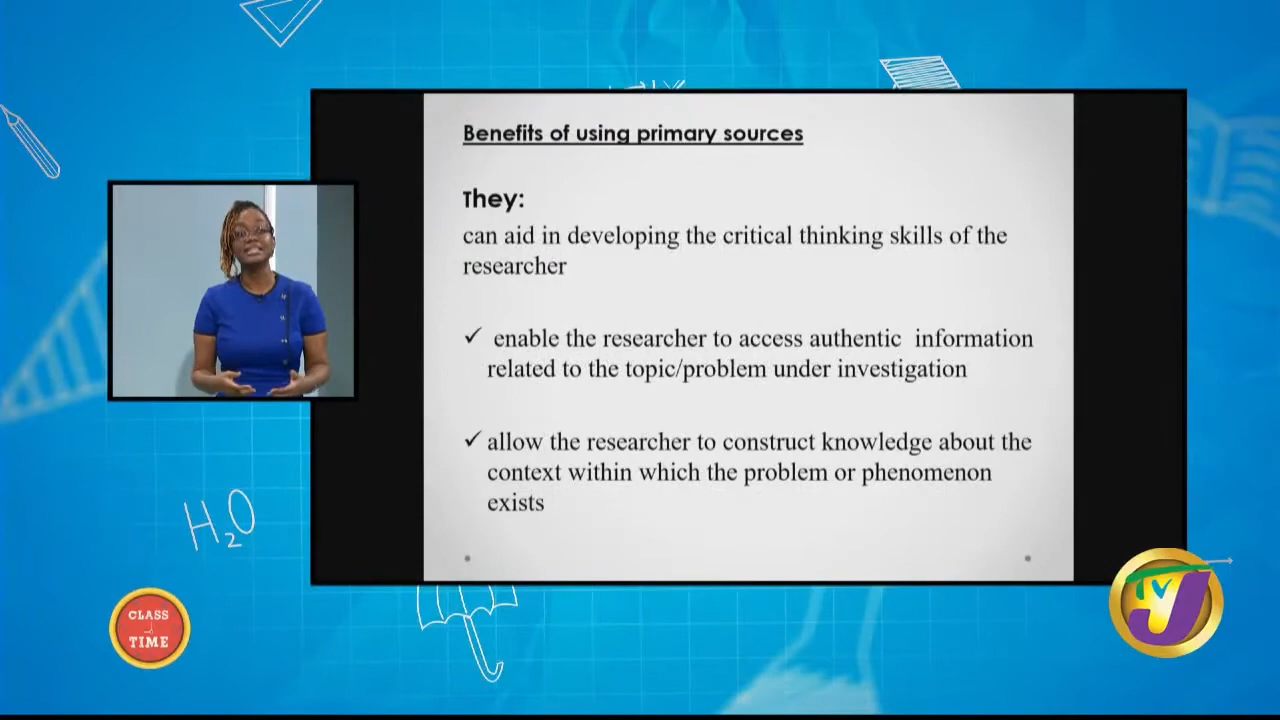 Benefits of using primary sources
They:
can aid in developing the critical thinking skills of the
researcher
✓ enable the researcher to access authentic information
related to the topic/problem under investigation
✓ allow the researcher to construct knowledge about the
context within which the problem or phenomenon
exists
H₂O
CLASS
TIME
TVJ